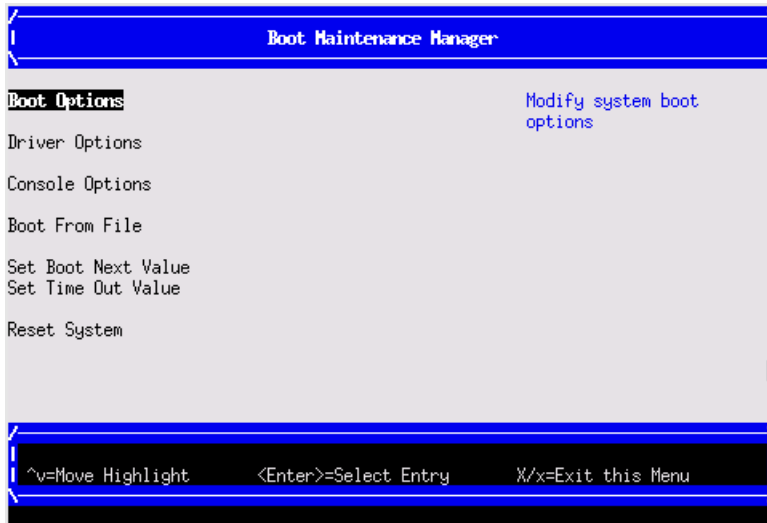 Boot Maintenance Manager
Boot Options
Modify system boot
options
Driver Options
Console Options
Boot From File
Set Boot Next Value
Set Time Out Value
Reset System
^v=Move Highlight <Enter>=Select Entry X/x=Exit this Menu